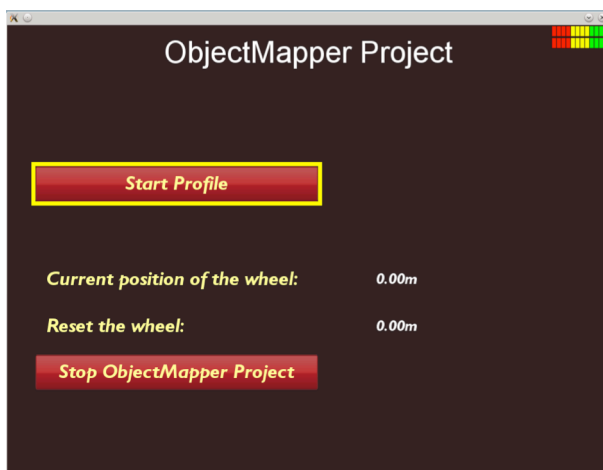 ObjectMapper Project
Start Profile
Current position of the wheel: 0.00m
Reset the wheel: 0.00m
Stop ObjectMapper Project